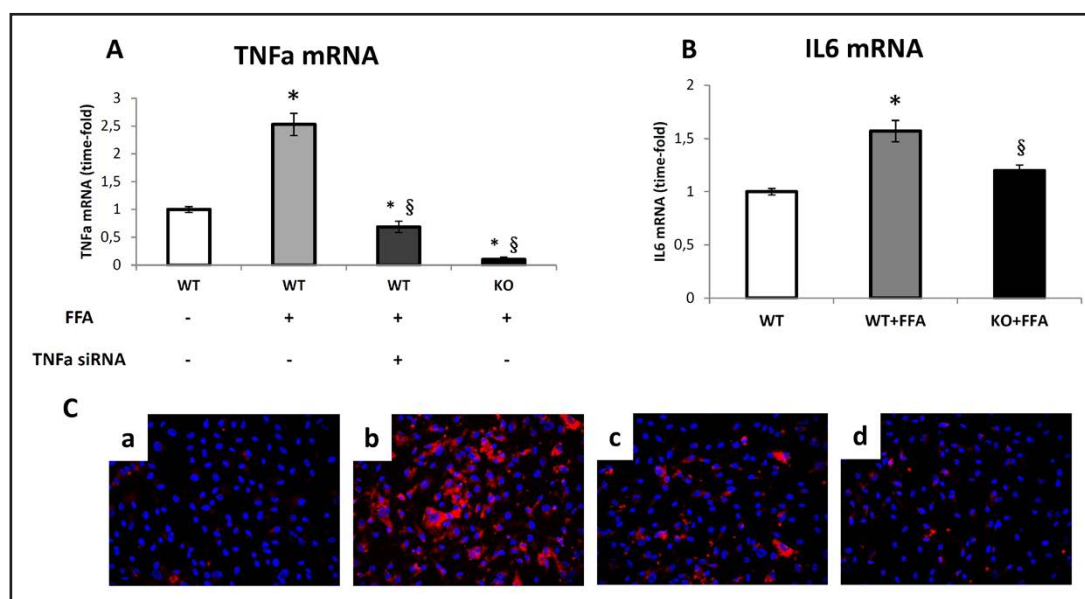 A
TNFa mRNA
TNFa mRNA (time-fold)
3
2,5
2
1,5
1
0,5
0
*
* §
* §
WT WT WT KO
FFA - + + +
TNFa siRNA - - + -
B
IL6 mRNA
IL6 mRNA (time-fold)
2
1,5
1
0,5
0
*
§
WT WT+FFA KO+FFA
C
a b c d